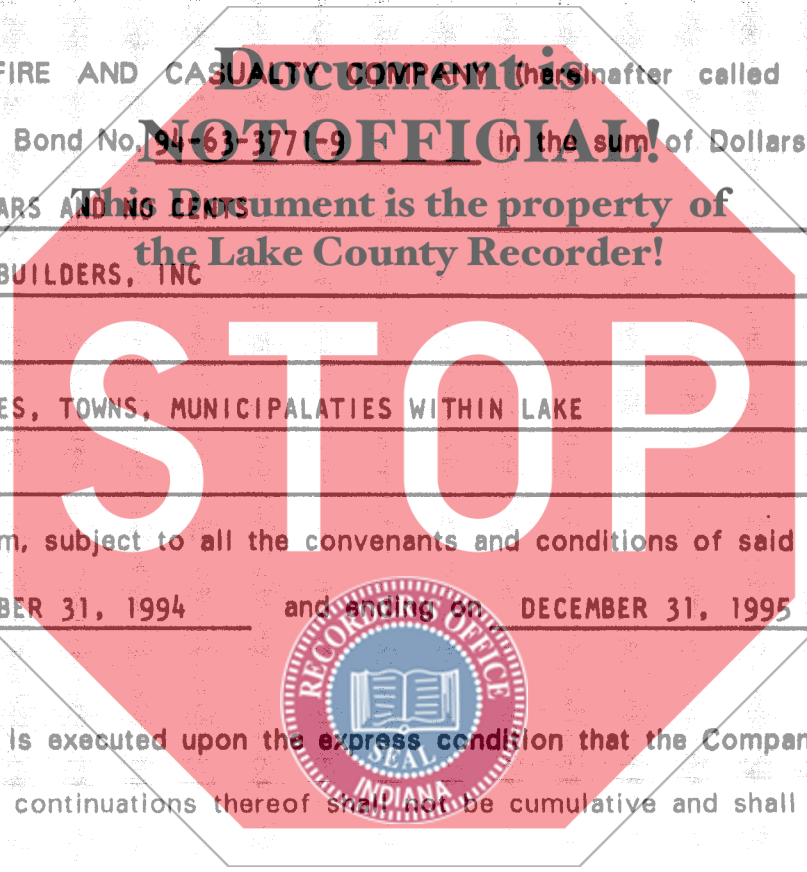 Document is
FIRE AND CASUALTY COMPANY (hereinafter called
NOT OFFICIAL!
Bond No. 94-63-3771-9 in the sum of Dollars
This Document is the property of
ARS AND NO CENTS
the Lake County Recorder!
BUILDERS, INC
STOP
ES, TOWNS, MUNICIPALATIES WITHIN LAKE
m, subject to all the convenants and conditions of said
BER 31, 1994 and ending on DECEMBER 31, 1995
RECORDER'S OFFICE
SEAL
INDIANA
is executed upon the express condition that the Compan
continuations thereof shall not be cumulative and shall